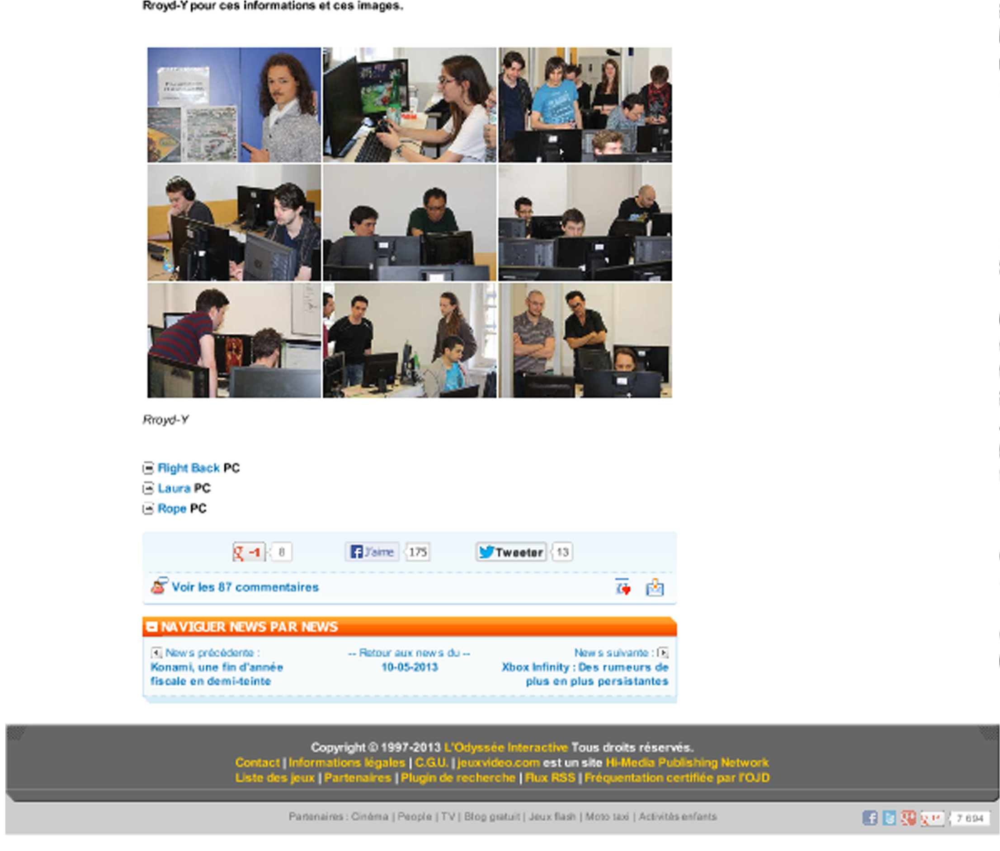 Rroyd-Y pour ces informations et ces images.
Rroyd-Y
Flight Back PC
Laura PC
Rope PC
8
J'aime 175
Tweeter 13
Voir les 87 commentaires
NAVIGUER NEWS PAR NEWS
News précédente :
Konami, une fin d'année
fiscale en demi-teinte
-- Retour aux news du --
10-05-2013
News suivante :
Xbox Infinity : Des rumeurs de
plus en plus persistantes
Copyright © 1997-2013 L'Odyssée Interactive Tous droits réservés.
Contact | Informations légales | C.G.U. | jeuxvideo.com est un site Hi-Media Publishing Network
Liste des jeux | Partenaires | Plugin de recherche | Flux RSS | Fréquentation certifiée par l'OJD
Partenaires : Cinéma | People | TV | Blog gratuit | Jeux flash | Moto taxi | Activités enfants
7 694